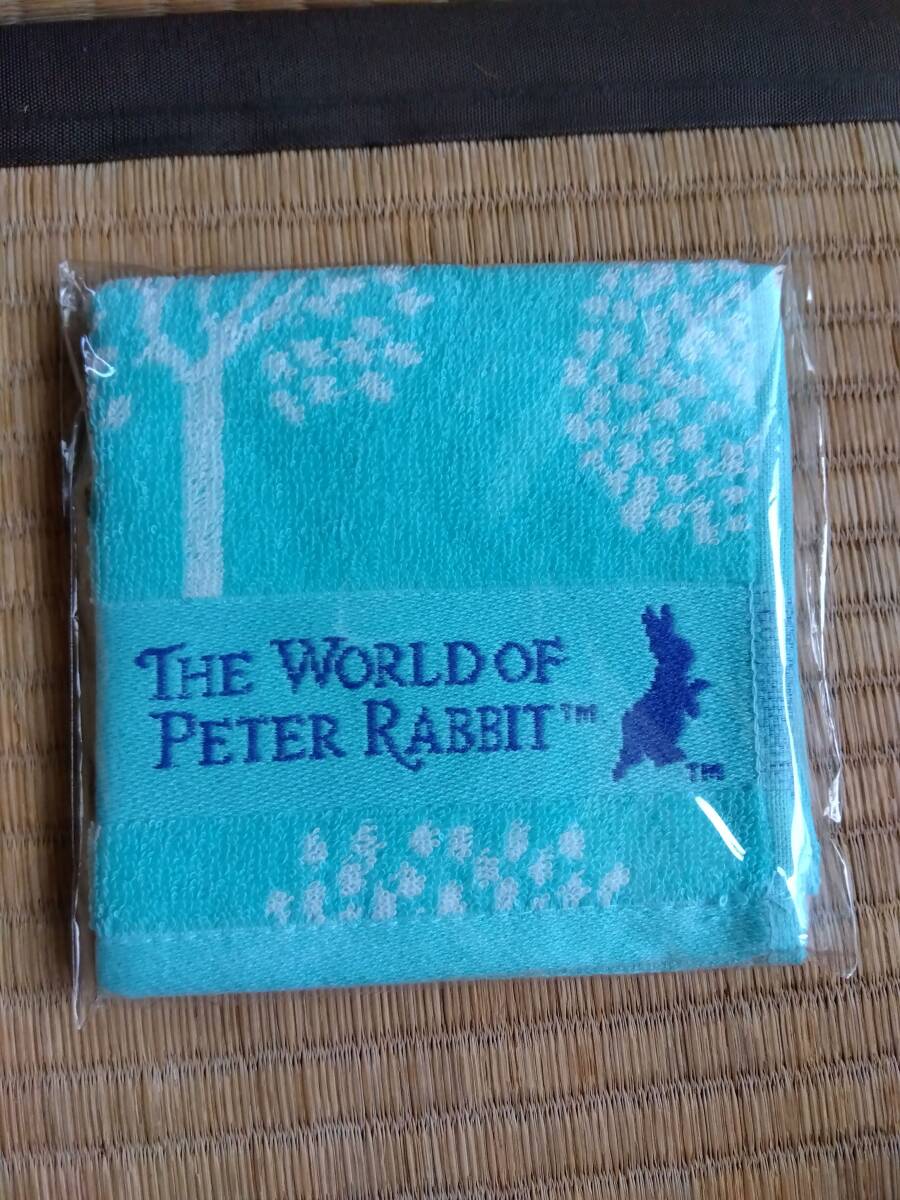 THE WORLD OF
PETER RABBIT™
™